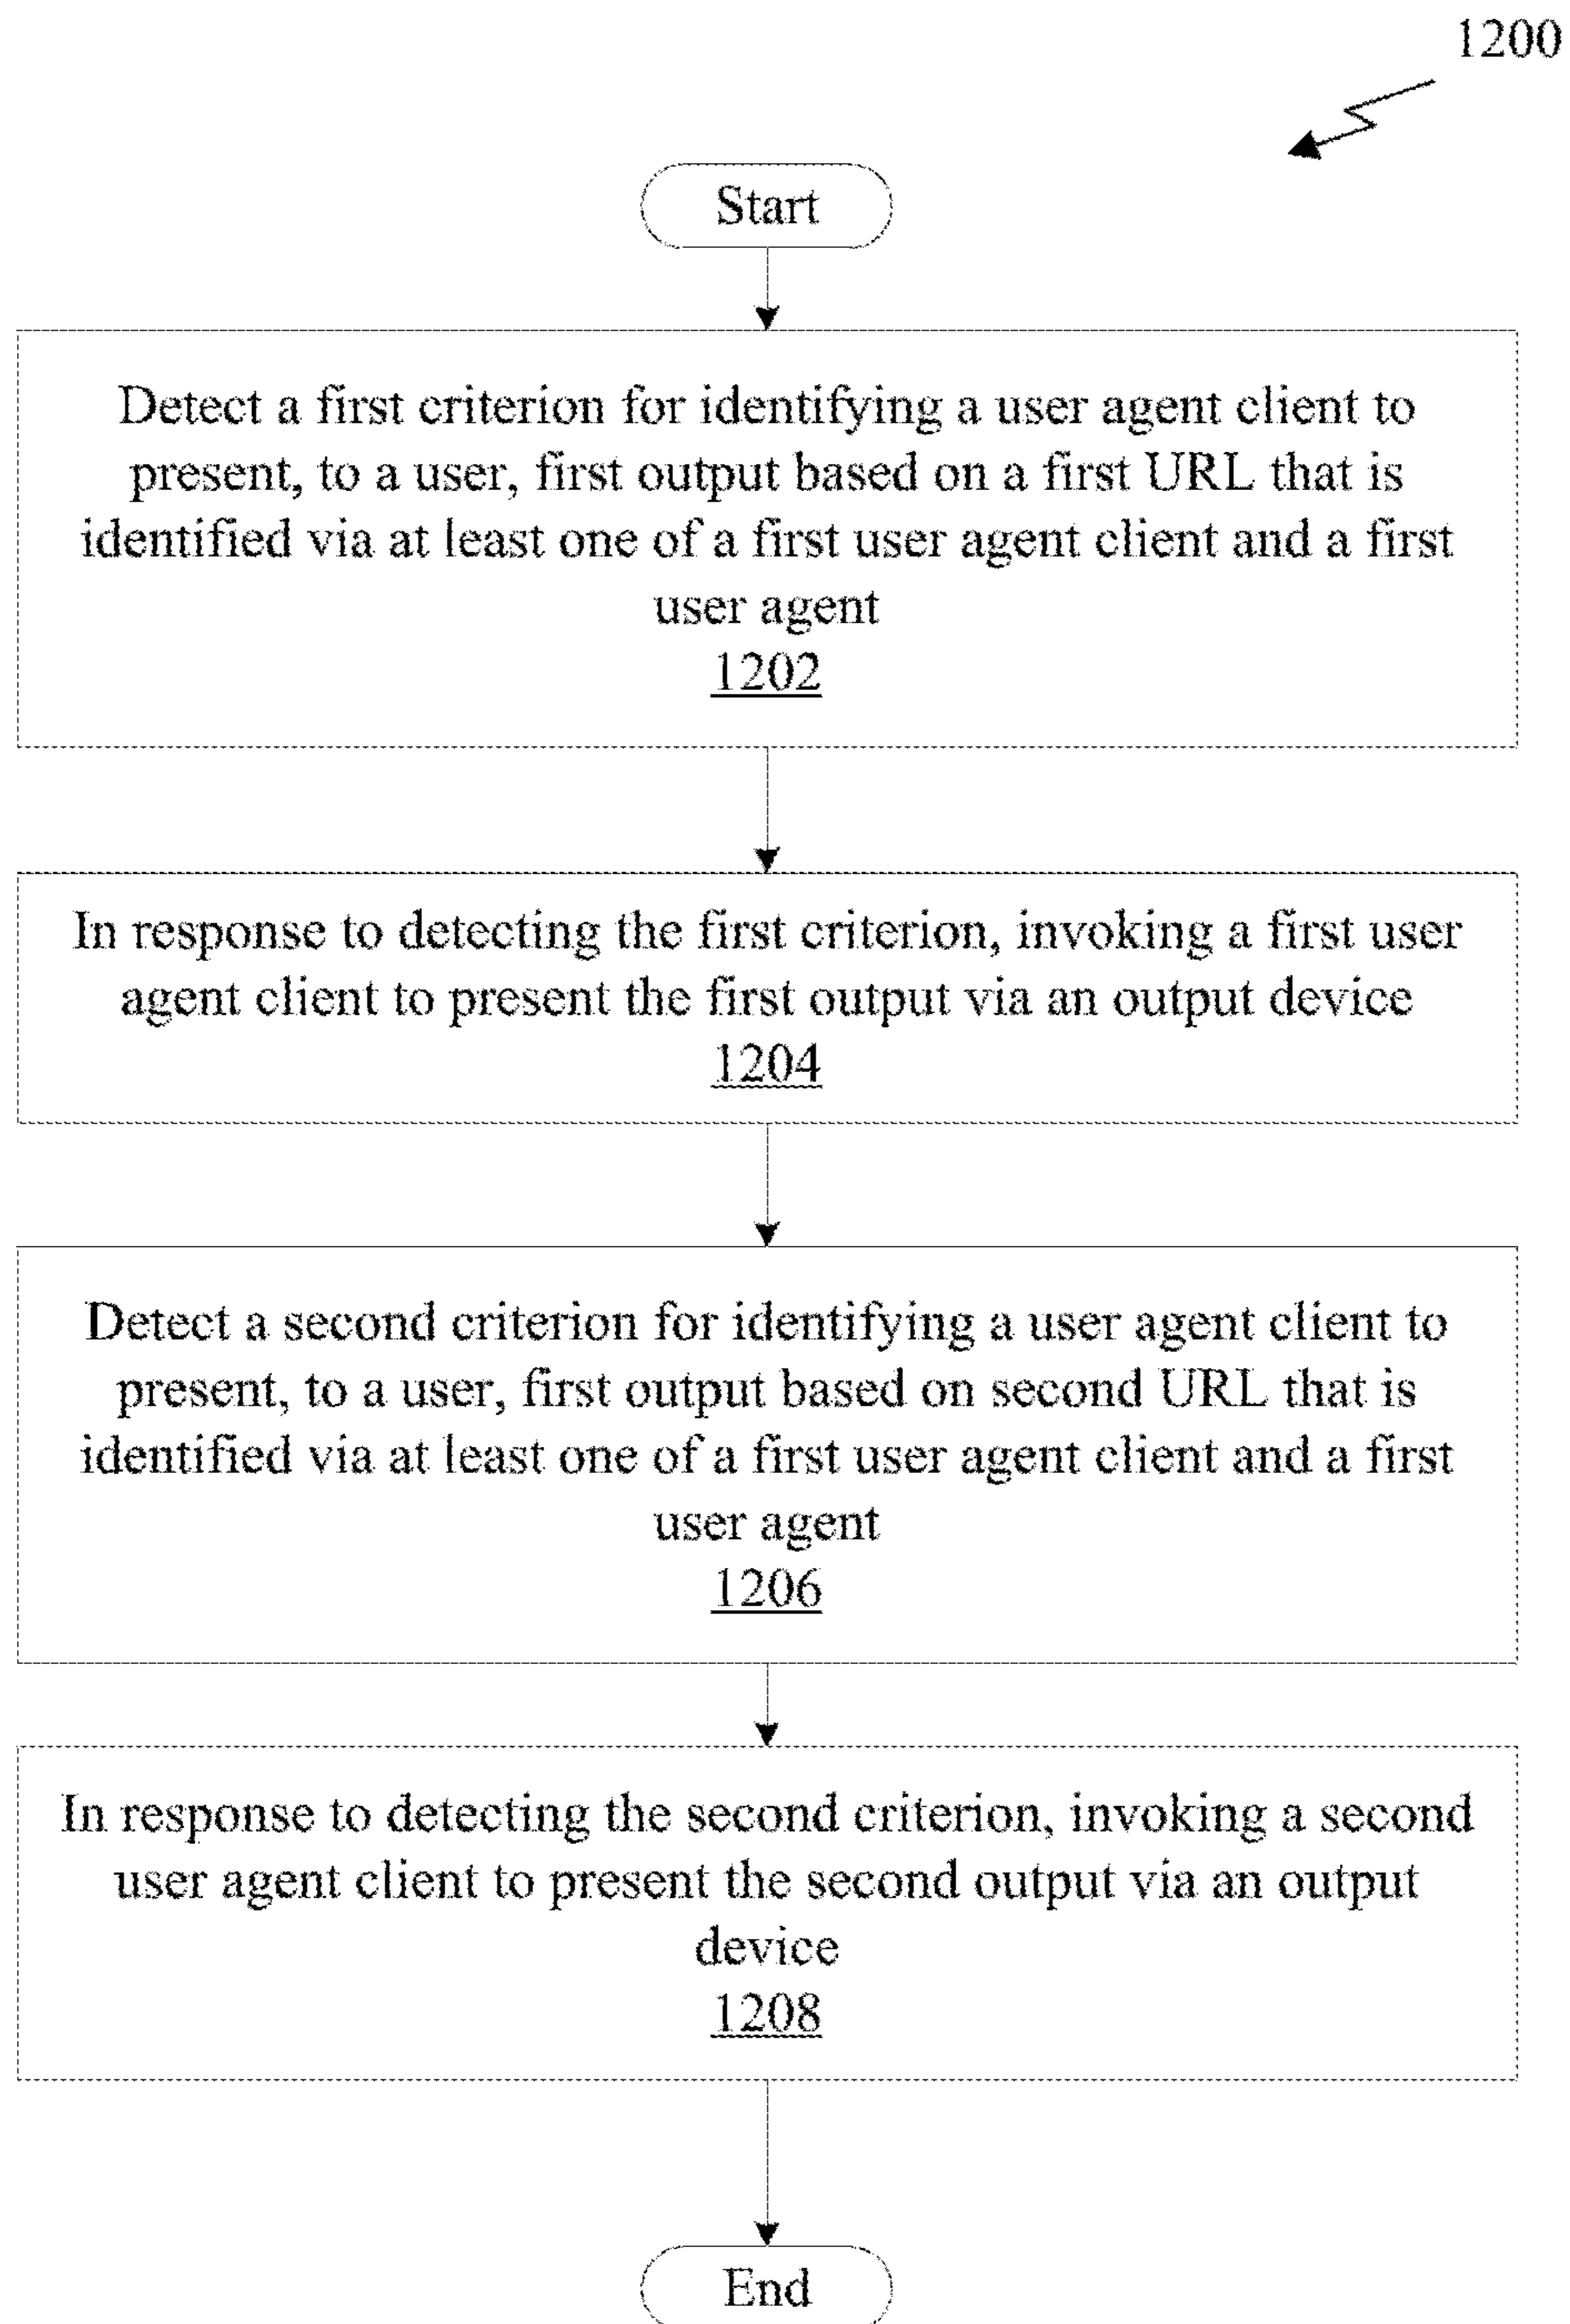 1200
Start
Detect a first criterion for identifying a user agent client to
present, to a user, first output based on a first URL that is
identified via at least one of a first user agent client and a first
user agent
1202
In response to detecting the first criterion, invoking a first user
agent client to present the first output via an output device
1204
Detect a second criterion for identifying a user agent client to
present, to a user, first output based on second URL that is
identified via at least one of a first user agent client and a first
user agent
1206
In response to detecting the second criterion, invoking a second
user agent client to present the second output via an output
device
1208
End